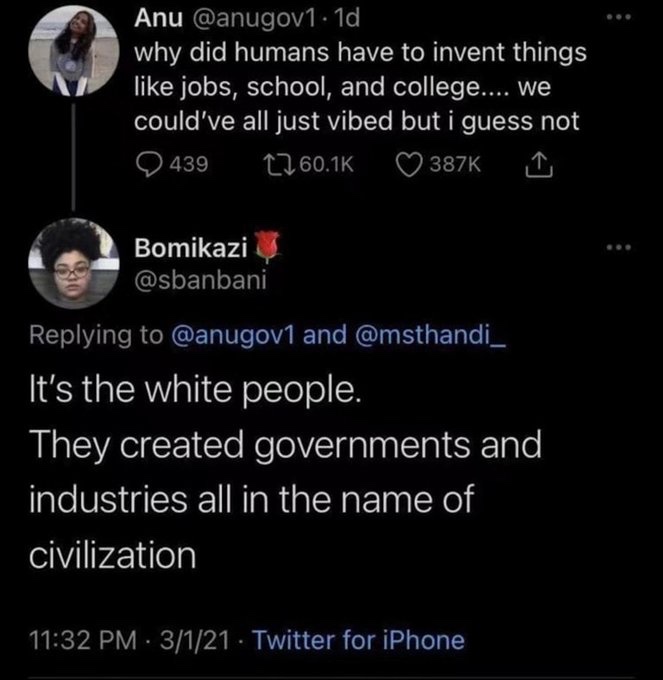 Anu @anugov1 · 1d
why did humans have to invent things
like jobs, school, and college.... we
could've all just vibed but i guess not
439 60.1K 387K
Bomikazi🌹
@sbanbani
Replying to @anugov1 and @msthandi_
It's the white people.
They created governments and
industries all in the name of
civilization
11:32 PM · 3/1/21 · Twitter for iPhone